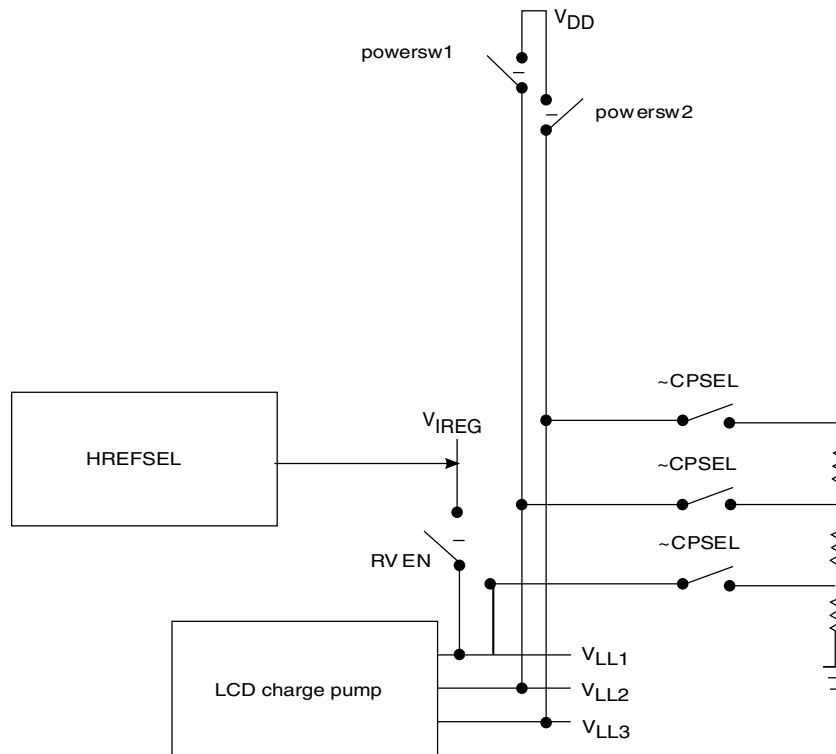 VDD
powersw1
powersw2
~CPSEL
VIREG
HREFSEL
~CPSEL
~CPSEL
RVEN
VLL1
LCD charge pump
VLL2
VLL3